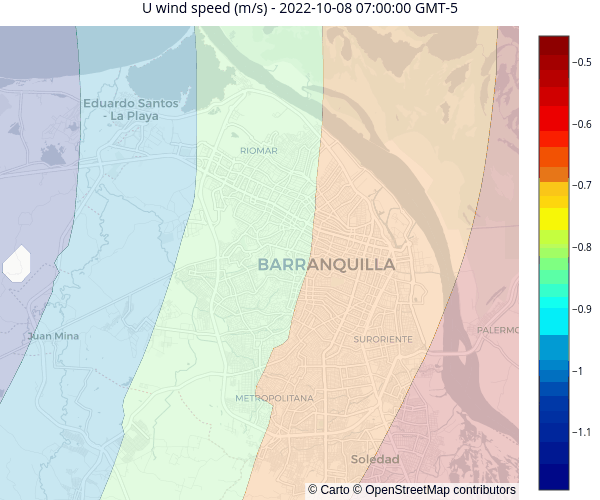 U wind speed (m/s) - 2022-10-08 07:00:00 GMT-5
Eduardo Santos
- La Playa
RIOMAR
BARRANQUILLA
Juan Mina
SURORIENTE
PALERMO
METROPOLITANA
Soledad
© Carto © OpenStreetMap contributors
−0.5
−0.6
−0.7
−0.8
−0.9
−1
−1.1